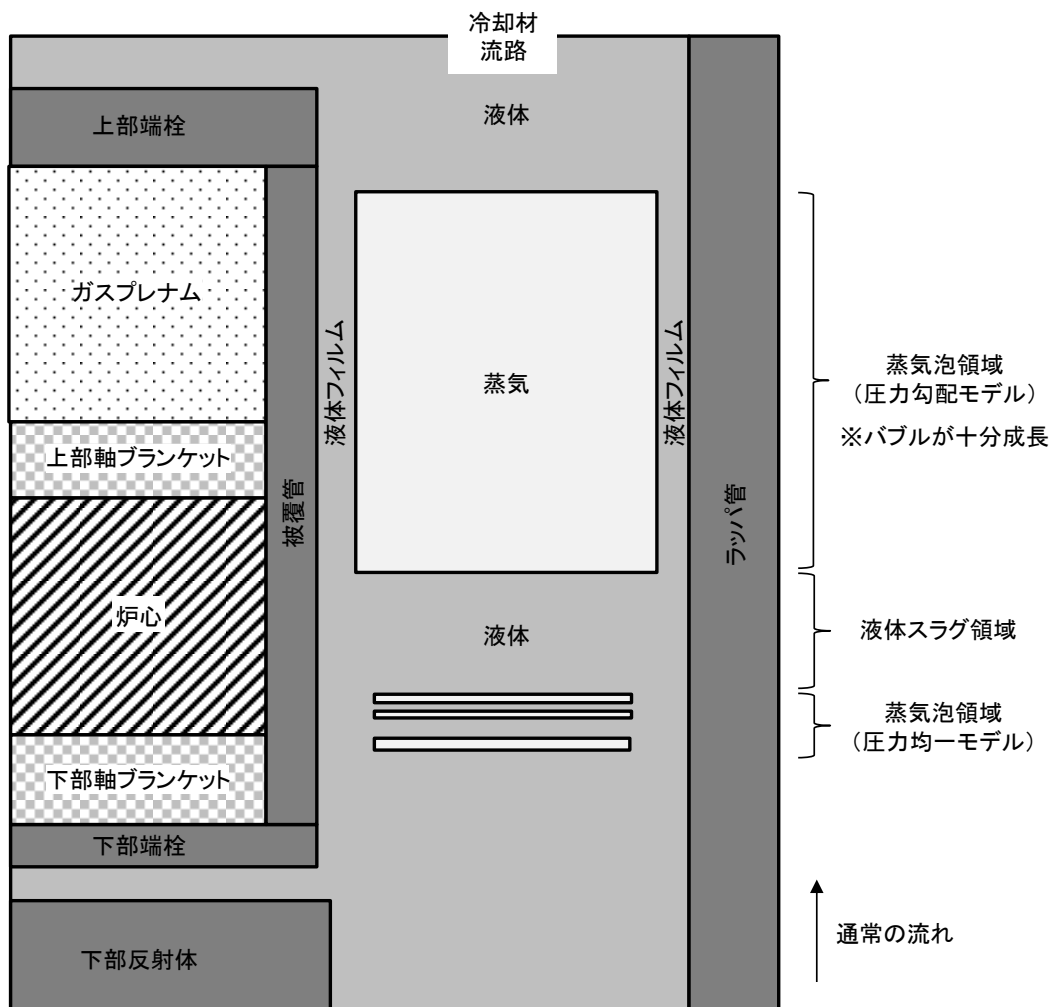 冷却材
流路
液体
上部端栓
ガスプレナム
液体フィルム
蒸気
液体フィルム
蒸気泡領域
(圧力勾配モデル)
※バブルが十分成長
上部軸ブランケット
被覆管
ラッパ管
炉心
液体
液体スラグ領域
蒸気泡領域
(圧力均一モデル)
下部軸ブランケット
下部端栓
通常の流れ
下部反射体